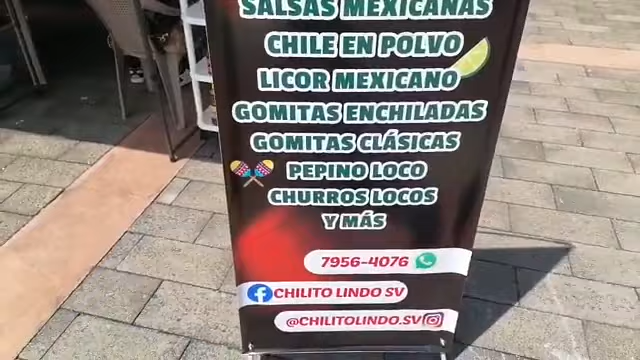 SALSAS MEXICANAS
CHILE EN POLVO
LICOR MEXICANO
GOMITAS ENCHILADAS
GOMITAS CLÁSICAS
PEPINO LOCO
CHURROS LOCOS
Y MÁS
7956-4076
CHILITO LINDO SV
@CHILITOLINDO.SV